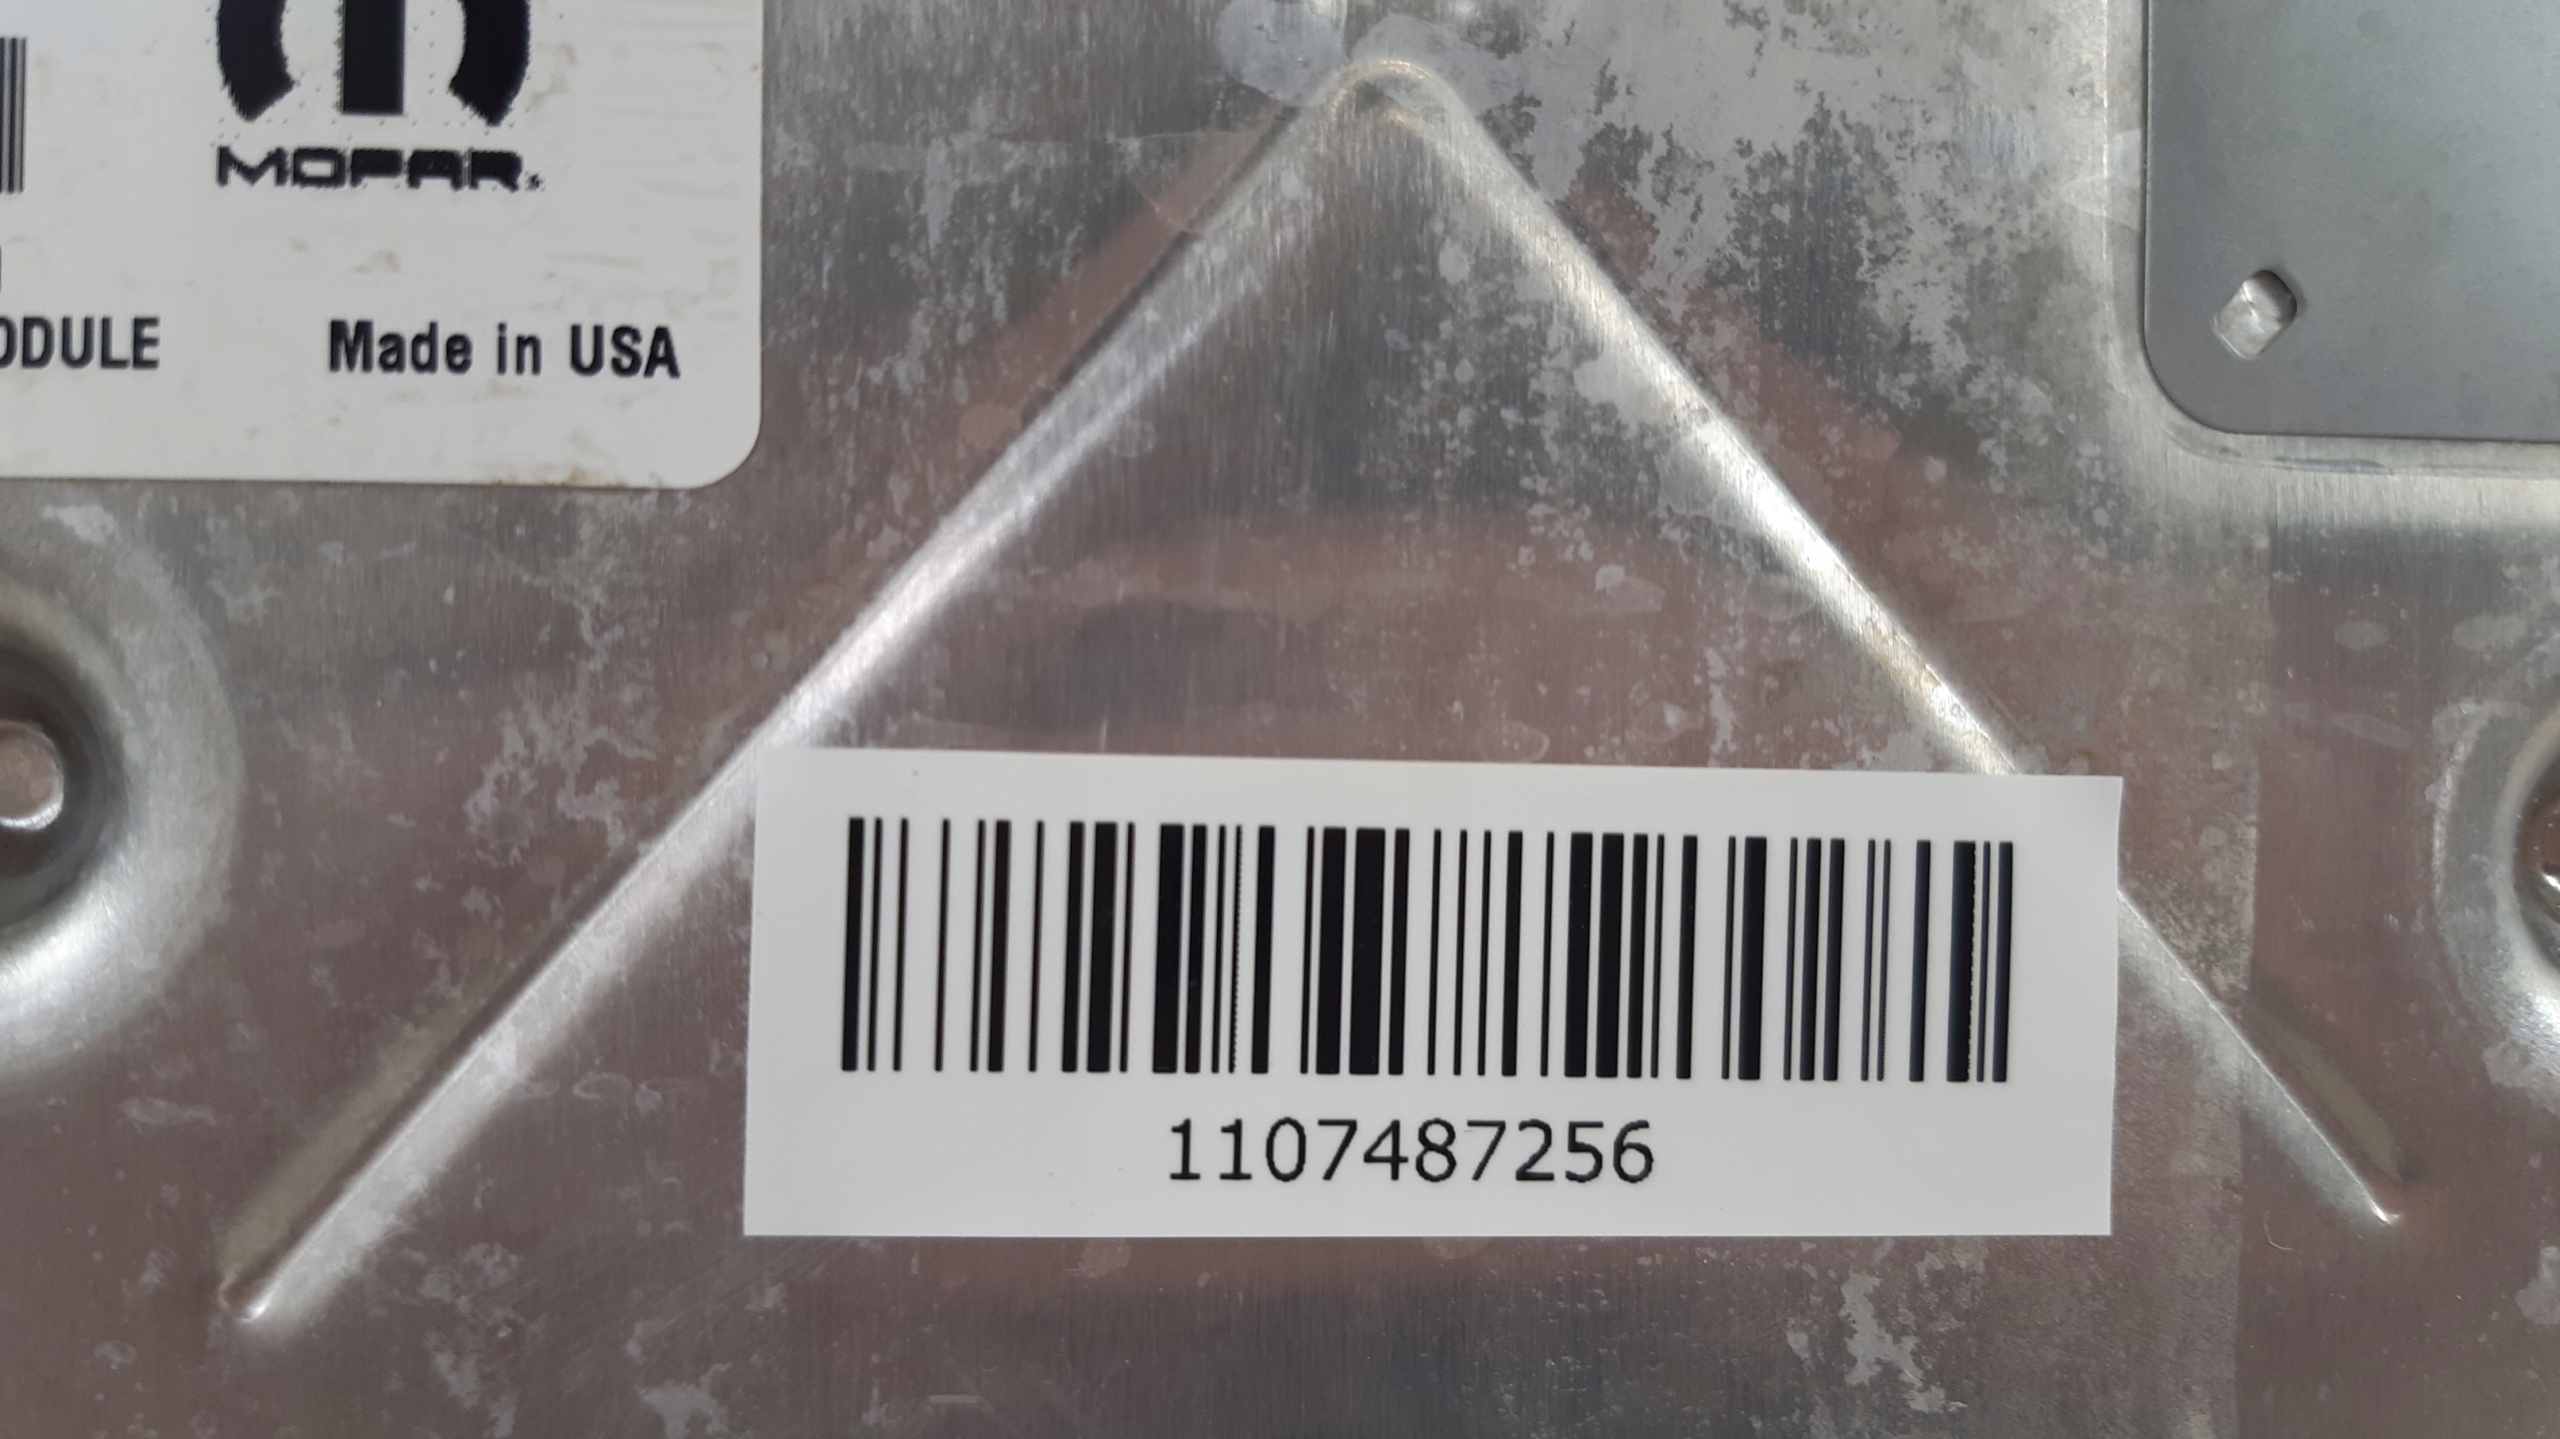 MOPAR.
ODULE
Made in USA
1107487256